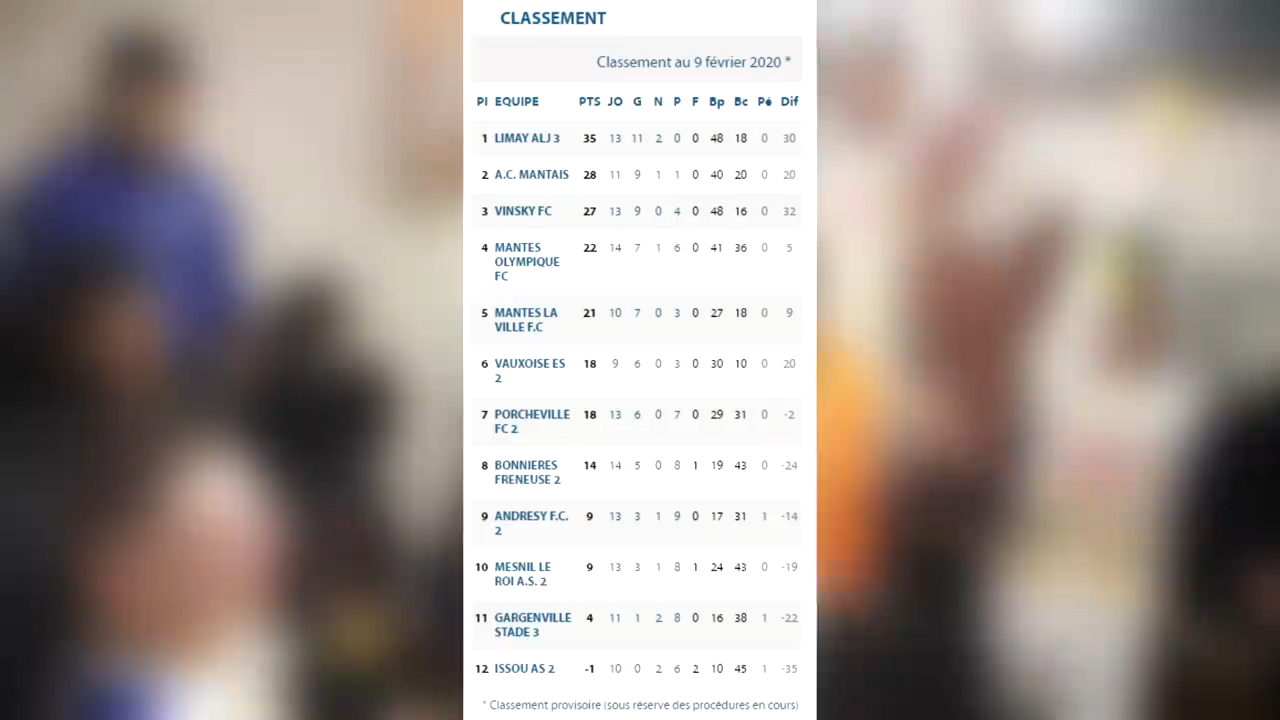 CLASSEMENT
Classement au 9 février 2020 *
Pl EQUIPE PTS JO G N P F Bp Bc Pé Dif
1 LIMAY ALJ 3 35 13 11 2 0 0 48 18 0 30
2 A.C. MANTAIS 28 11 9 1 1 0 40 20 0 20
3 VINSKY FC 27 13 9 0 4 0 48 16 0 32
4 MANTES 22 14 7 1 6 0 41 36 0 5
OLYMPIQUE
FC
5 MANTES LA 21 10 7 0 3 0 27 18 0 9
VILLE F.C
6 VAUXOISE ES 18 9 6 0 3 0 30 10 0 20
2
7 PORCHEVILLE 18 13 6 0 7 0 29 31 0 -2
FC 2
8 BONNIERES 14 14 5 0 8 1 19 43 0 -24
FRENEUSE 2
9 ANDRESY F.C. 9 13 3 1 9 0 17 31 1 -14
2
10 MESNIL LE 9 13 3 1 8 1 24 43 0 -19
ROI A.S. 2
11 GARGENVILLE 4 11 1 2 8 0 16 38 1 -22
STADE 3
12 ISSOU AS 2 -1 10 0 2 6 2 10 45 1 -35
* Classement provisoire (sous réserve des procédures en cours)